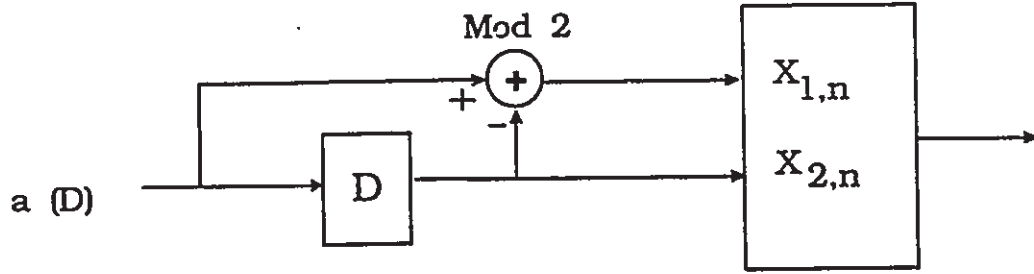 Mod 2
+
+
-
X1,n
D
X2,n
a (D)